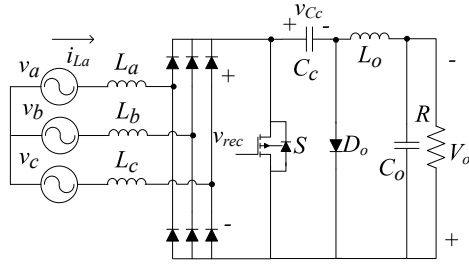 + v_Cc -
i_La
v_a
L_a
C_c
L_o
-
+
v_b
L_b
v_rec
S
D_o
R
V_o
v_c
L_c
C_o
-
+